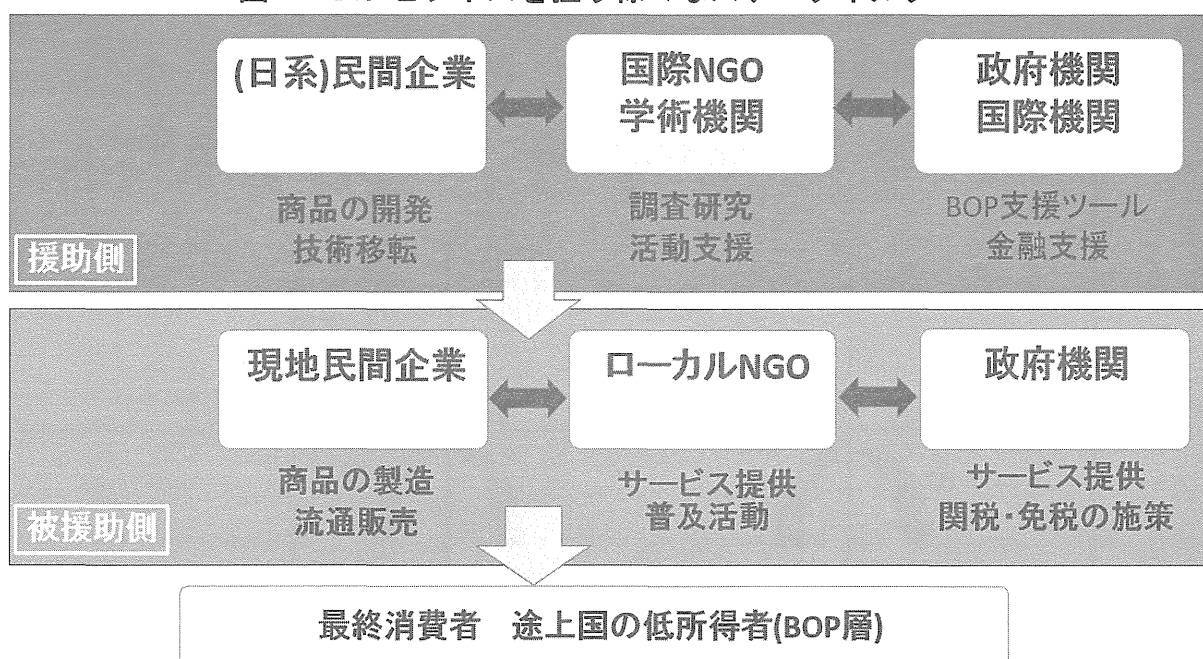 (日系)民間企業
国際NGO
学術機関
政府機関
国際機関
商品の開発
技術移転
調査研究
活動支援
BOP支援ツール
金融支援
援助側
現地民間企業
ローカルNGO
政府機関
商品の製造
流通販売
サービス提供
普及活動
サービス提供
関税・免税の施策
被援助側
最終消費者 途上国の低所得者(BOP層)